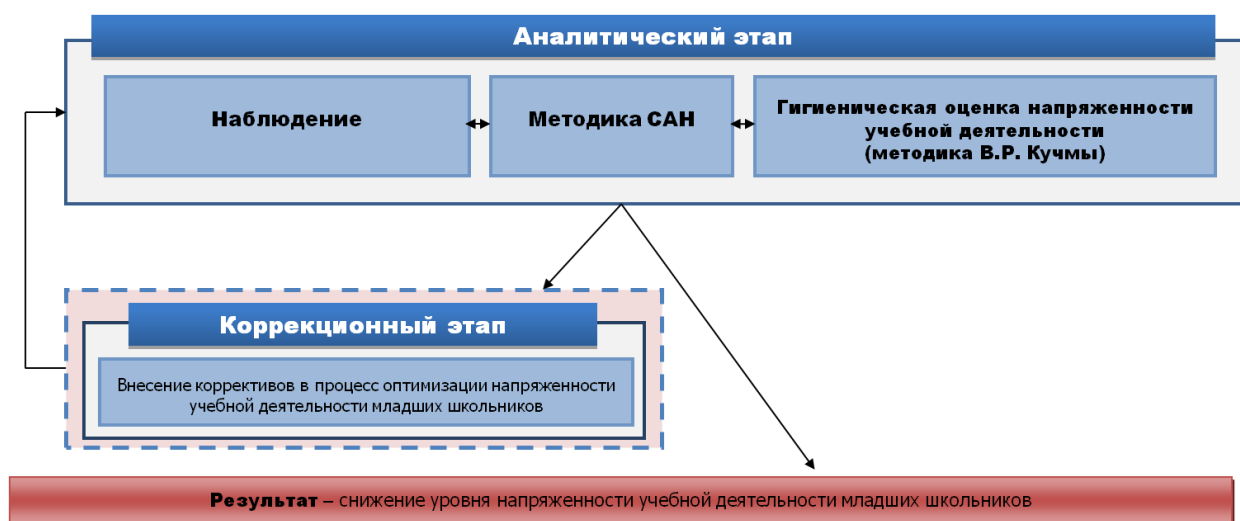 Аналитический этап
Наблюдение
Методика САН
Гигиеническая оценка напряженности
учебной деятельности
(методика В.Р. Кучмы)
Коррекционный этап
Внесение коррективов в процесс оптимизации напряженности
учебной деятельности младших школьников
Результат – снижение уровня напряженности учебной деятельности младших школьников